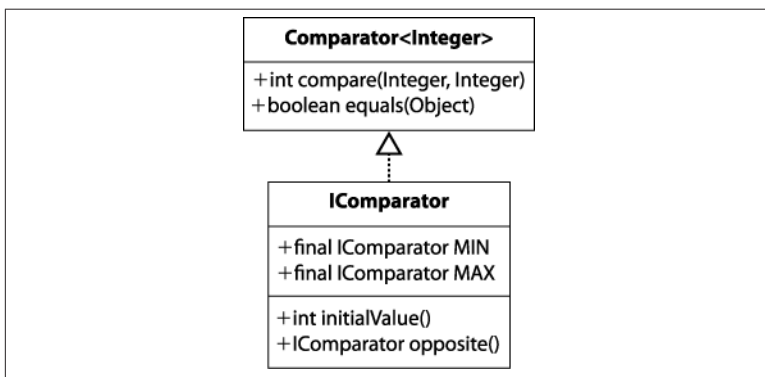 Comparator<Integer>
+int compare(Integer, Integer)
+boolean equals(Object)
IComparator
+final IComparator MIN
+final IComparator MAX
+int initialValue()
+IComparator opposite()